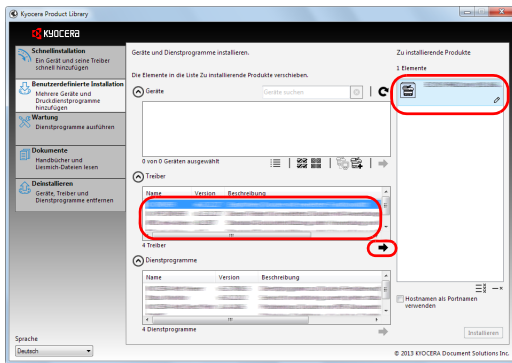 Kyocera Product Library
KYOCERA
Schnellinstallation
Ein Gerät und seine Treiber
schnell hinzufügen
Benutzerdefinierte Installation
Mehrere Geräte und
Druckdienstprogramme
hinzufügen
Wartung
Dienstprogramme ausführen
Dokumente
Handbücher und
Liesmich-Dateien lesen
Deinstallieren
Geräte, Treiber und
Dienstprogramme entfernen
Sprache
Deutsch
Geräte und Dienstprogramme installieren.
Die Elemente in die Liste Zu installierende Produkte verschieben.
Geräte
Geräte suchen
0 von 0 Geräten ausgewählt
Treiber
Name Version Beschreibung
4 Treiber
Dienstprogramme
Name Version Beschreibung
4 Dienstprogramme
Zu installierende Produkte
1 Elemente
Hostnamen als Portnamen
verwenden
Installieren
© 2013 KYOCERA Document Solutions Inc.